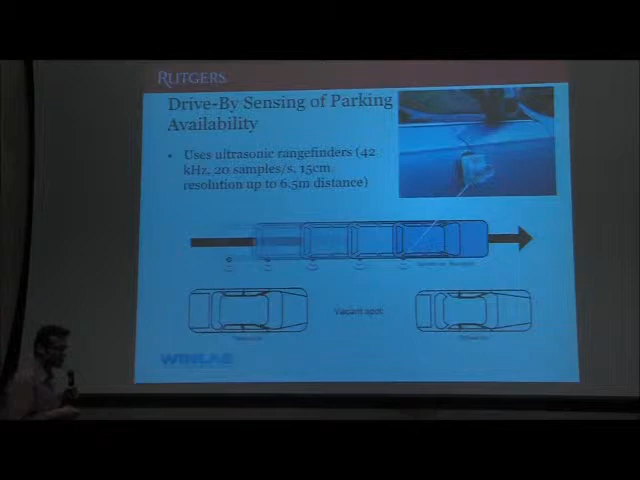 RUTGERS
Drive-By Sensing of Parking
Availability
• Uses ultrasonic rangefinders (42
kHz, 20 samples/s, 15cm
resolution up to 6.5m distance)
Vacant spot
WINLAB